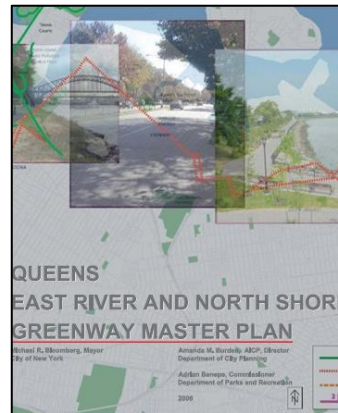 QUEENS
EAST RIVER AND NORTH SHOR
GREENWAY MASTER PLAN
Michael R. Bloomberg, Mayor
City of New York
Amanda M. Burden, AICP, Director
Department of City Planning
Adrian Benepe, Commissioner
Department of Parks and Recreation
2006